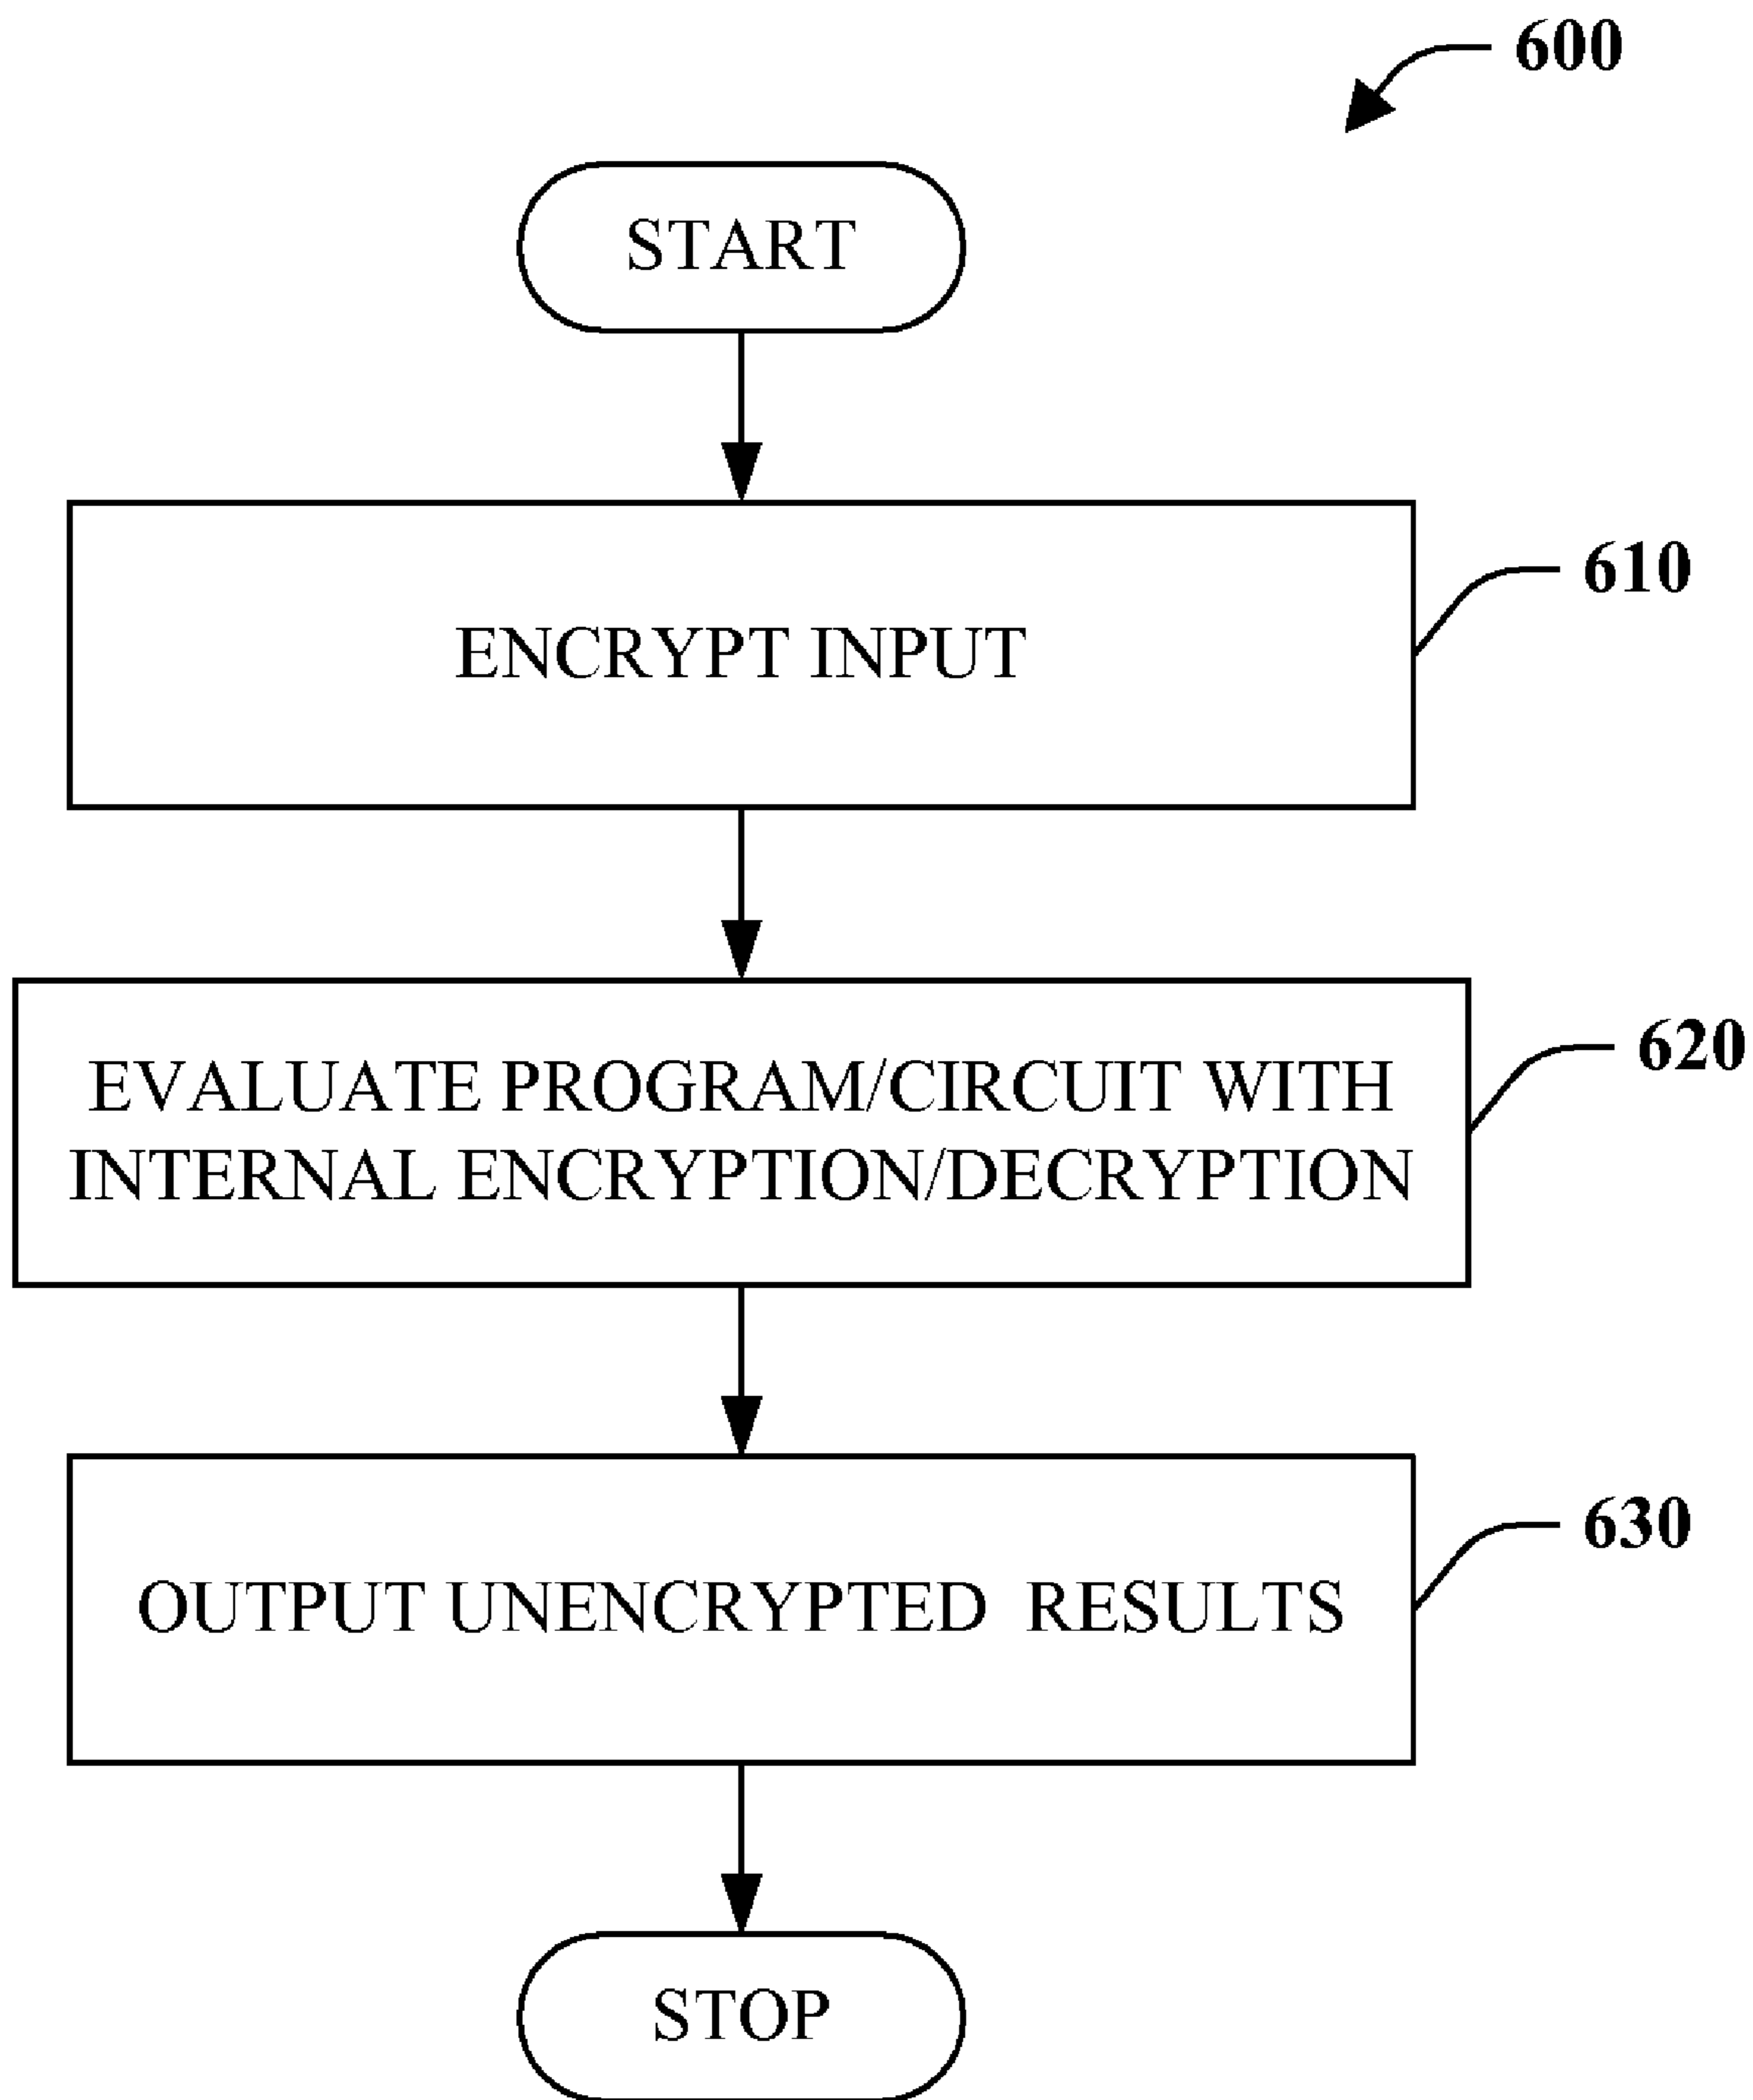 600
START
610
ENCRYPT INPUT
620
EVALUATE PROGRAM/CIRCUIT WITH
INTERNAL ENCRYPTION/DECRYPTION
630
OUTPUT UNENCRYPTED RESULTS
STOP